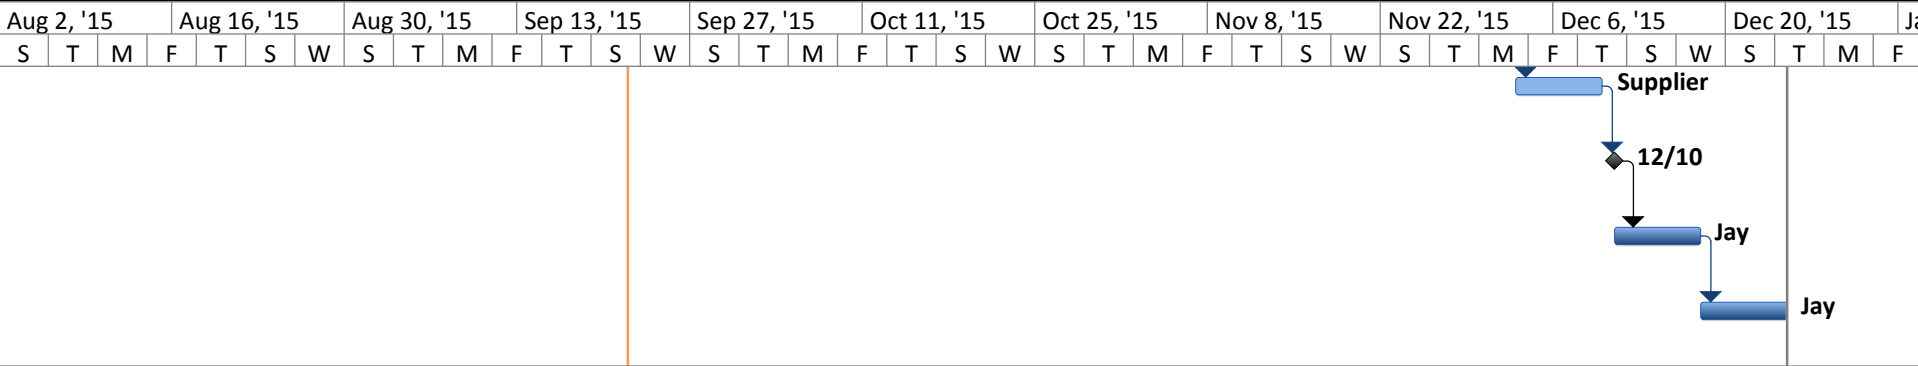 Aug 2, '15 Aug 16, '15 Aug 30, '15 Sep 13, '15 Sep 27, '15 Oct 11, '15 Oct 25, '15 Nov 8, '15 Nov 22, '15 Dec 6, '15 Dec 20, '15 Ja
S T M F T S W S T M F T S W S T M F T S W S T M F T S W S T M F T S W S T M F
Supplier
12/10
Jay
Jay